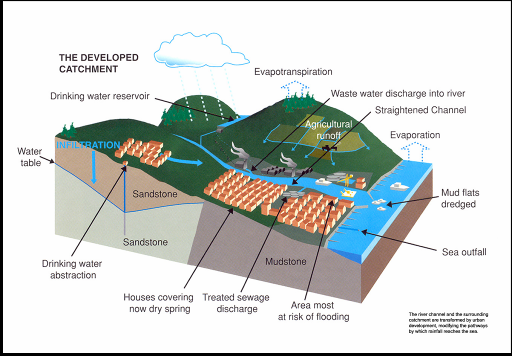 THE DEVELOPED
CATCHMENT
Evapotranspiration
Drinking water reservoir
Waste water discharge into river
Straightened Channel
Agricultural
runoff
Evaporation
INFILTRATION
Water
table
Sandstone
Mud flats
dredged
Sandstone
Sea outfall
Mudstone
Drinking water
abstraction
Houses covering
now dry spring
Treated sewage
discharge
Area most
at risk of flooding
The river channel and the surrounding
catchment are transformed by urban
development, modifying the pathways
by which rainfall reaches the sea.